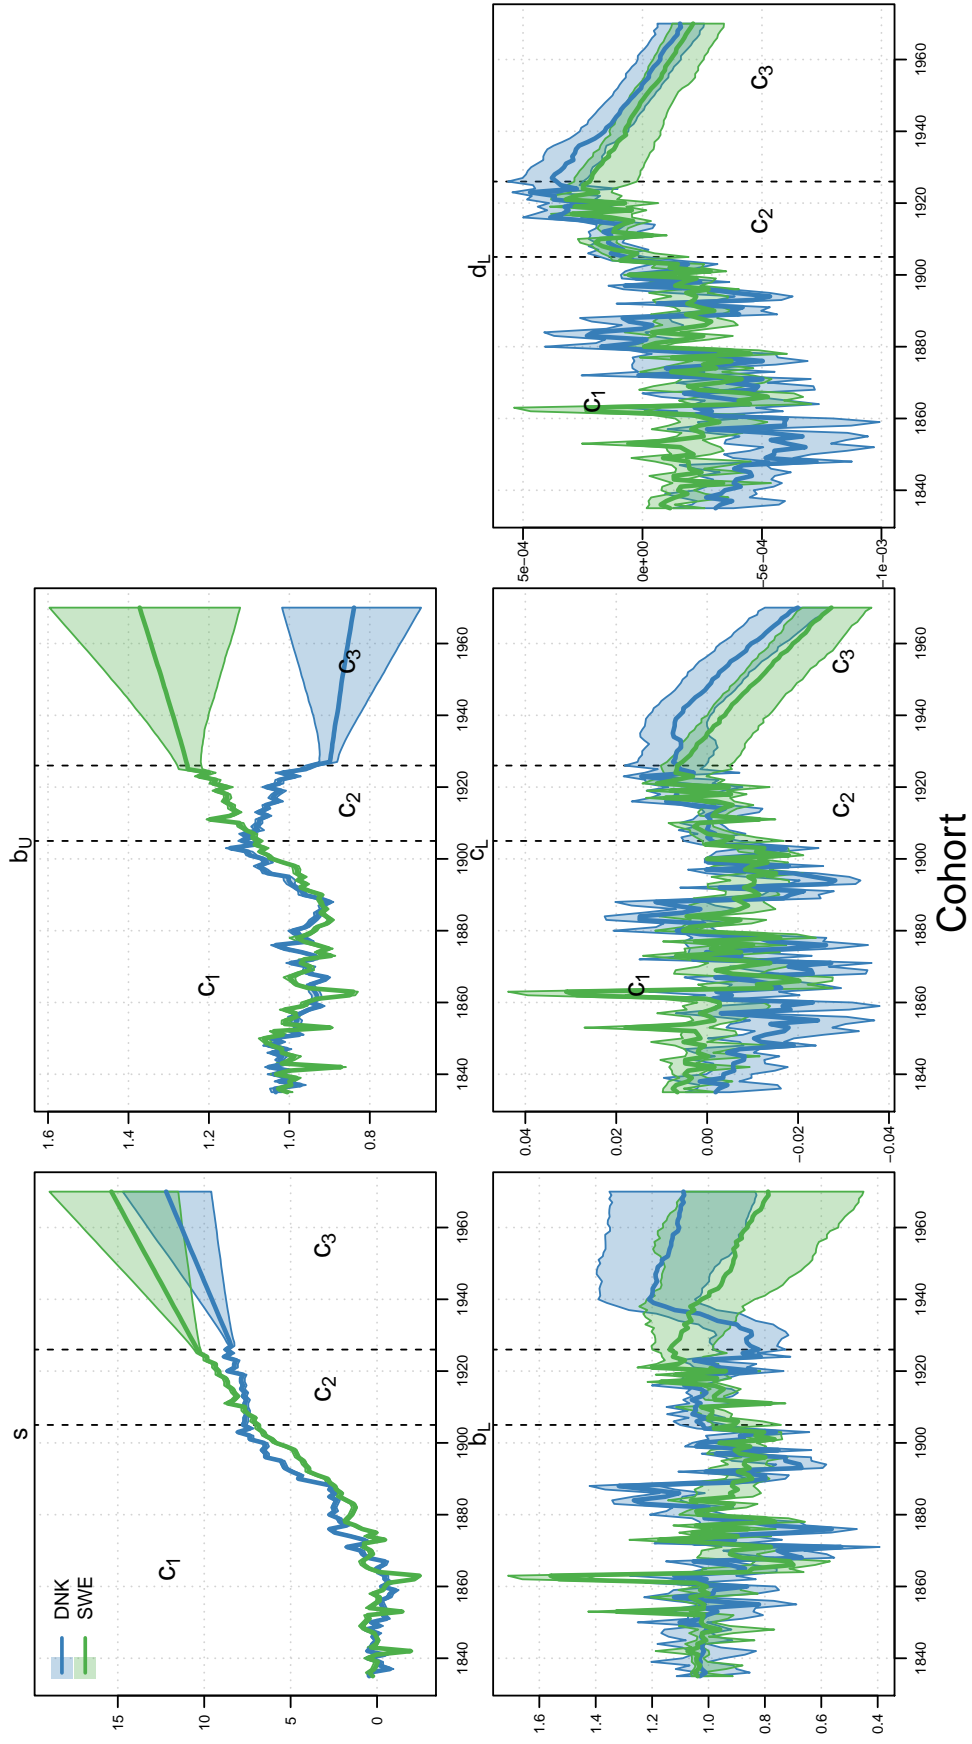 s
15
10
5
0
1840
1860
1880
1900
1920
1940
1960
DNK
SWE
c1
c2
c3
bU
1.6
1.4
1.2
1.0
0.8
1840
1860
1880
1900
1920
1940
1960
c1
c2
c3
bL
1.6
1.4
1.2
1.0
0.8
0.6
0.4
1840
1860
1880
1900
1920
1940
1960
cL
0.04
0.02
0.00
−0.02
−0.04
1840
1860
1880
1900
1920
1940
1960
c1
c2
c3
dL
5e−04
0e+00
−5e−04
−1e−03
1840
1860
1880
1900
1920
1940
1960
c1
c2
c3
Cohort